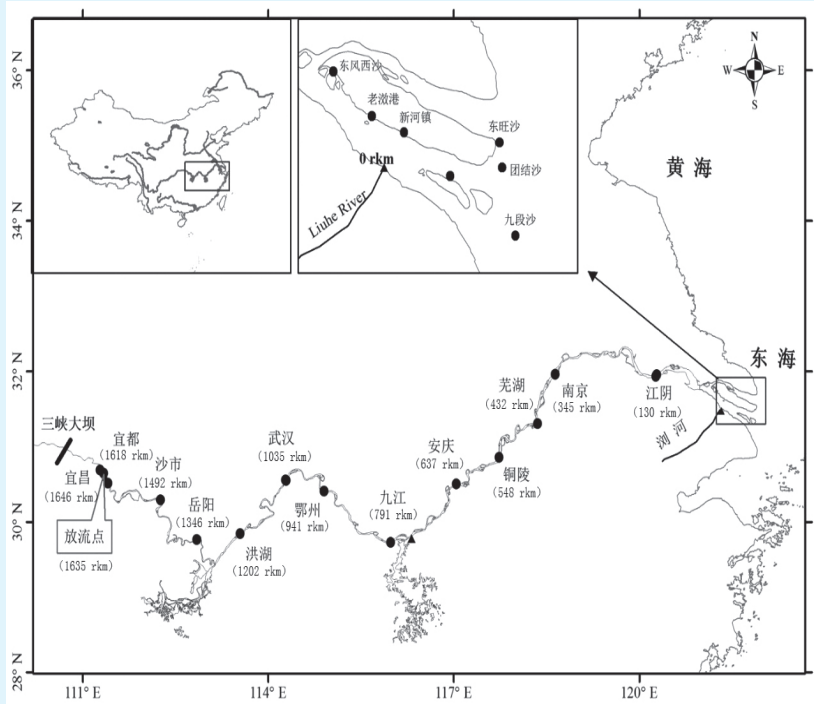 36° N
34° N
32° N
30° N
28° N
111° E
114° E
117° E
120° E
N
W
E
S
东风西沙
老滧港
新河镇
东旺沙
团结沙
九段沙
0 rkm
Liuhe River
黄海
东海
三峡大坝
宜都
(1618 rkm)
宜昌
(1646 rkm)
放流点
(1635 rkm)
沙市
(1492 rkm)
岳阳
(1346 rkm)
洪湖
(1202 rkm)
武汉
(1035 rkm)
鄂州
(941 rkm)
九江
(791 rkm)
安庆
(637 rkm)
铜陵
(548 rkm)
芜湖
(432 rkm)
南京
(345 rkm)
江阴
(130 rkm)
浏河